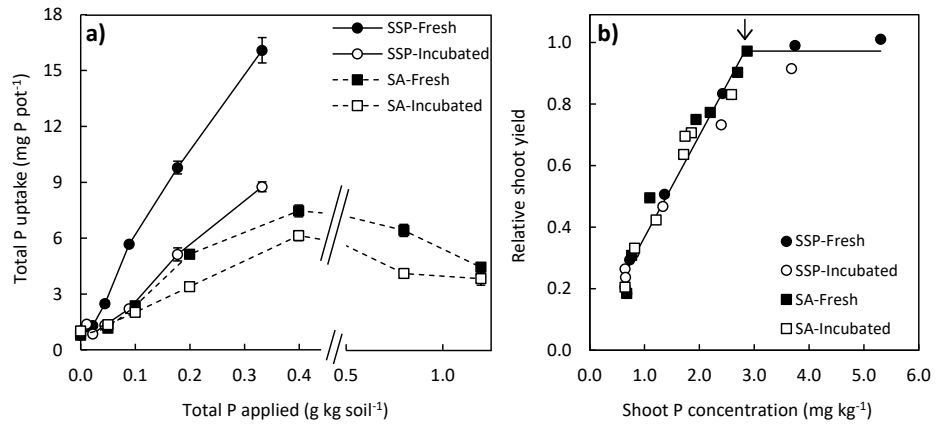 a)
SSP-Fresh
SSP-Incubated
SA-Fresh
SA-Incubated
16
15
12
9
6
3
0
Total P uptake (mg P pot-1)
0.0 0.1 0.2 0.3 0.4 0.5 1.0
Total P applied (g kg soil-1)
b)
1.0
0.8
0.6
0.4
0.2
0.0
Relative shoot yield
SSP-Fresh
SSP-Incubated
SA-Fresh
SA-Incubated
0.0 1.0 2.0 3.0 4.0 5.0 6.0
Shoot P concentration (mg kg-1)